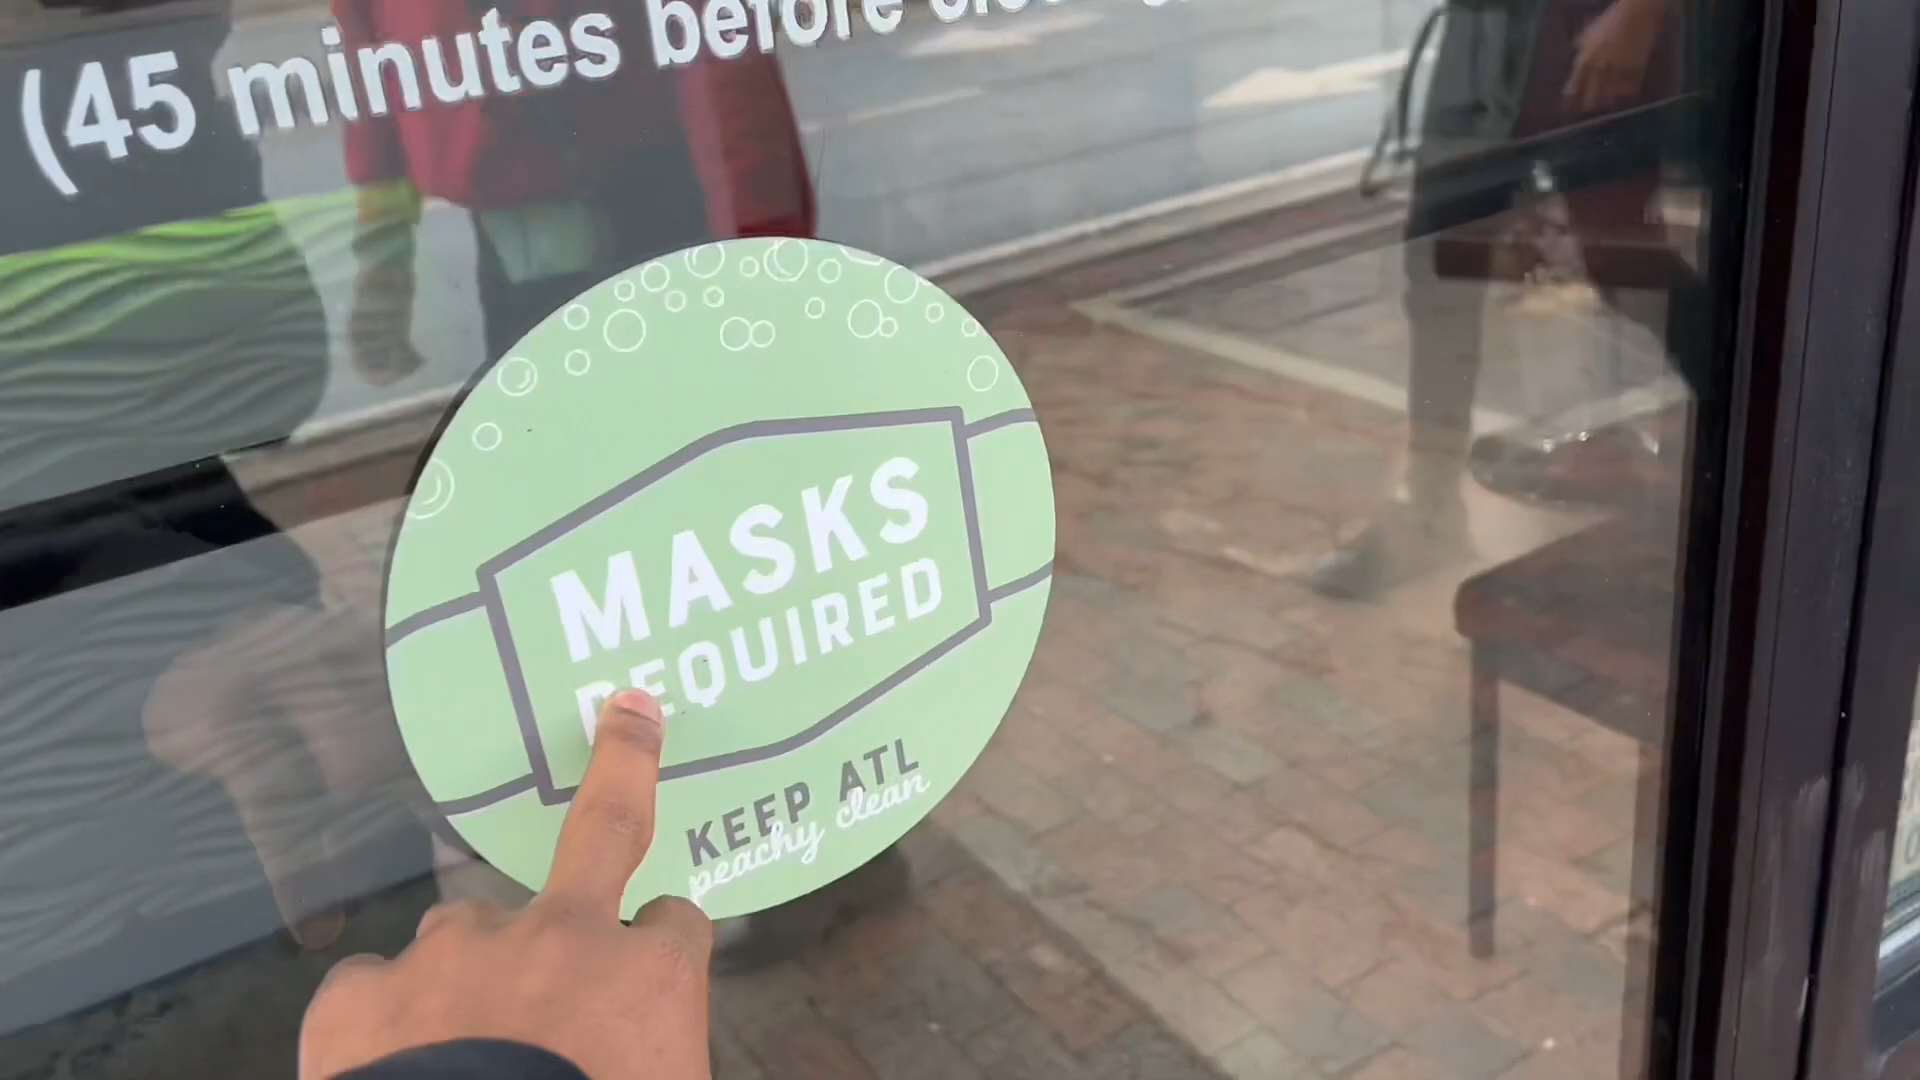 (45 minutes before
MASKS
REQUIRED
KEEP ATL
peachy clean